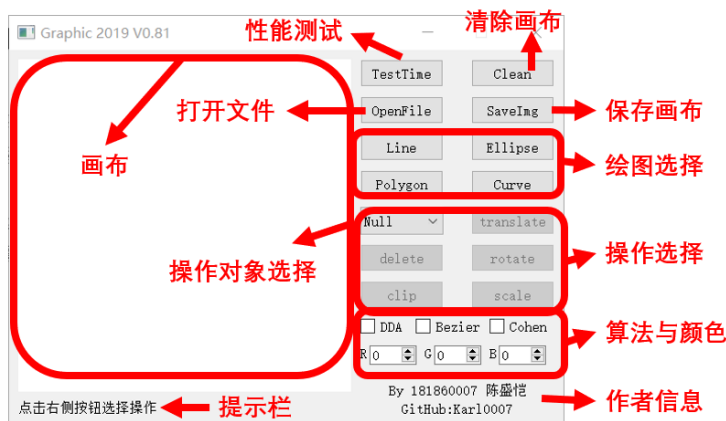 Graphic 2019 V0.81
性能测试
清除画布
TestTime
Clean
打开文件
OpenFile
SaveImg
保存画布
画布
Line
Ellipse
绘图选择
Polygon
Curve
Null
translate
操作对象选择
delete
rotate
操作选择
clip
scale
DDA
Bezier
Cohen
算法与颜色
R 0
G 0
B 0
点击右侧按钮选择操作
提示栏
By 181860007 陈盛恺
GitHub:Karl0007
作者信息